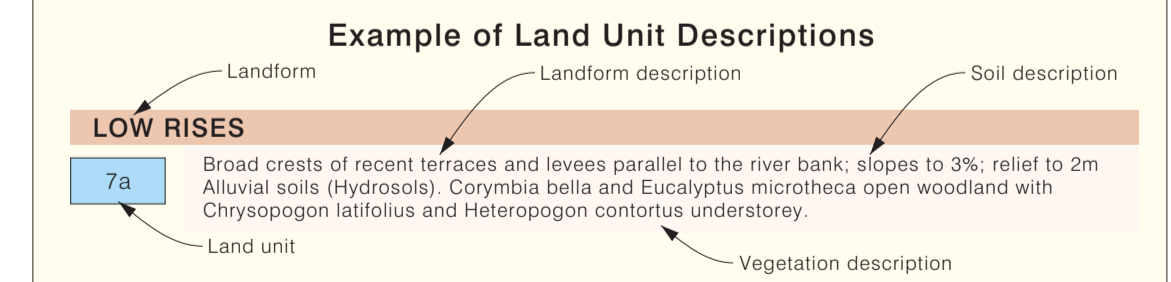 Example of Land Unit Descriptions
Landform
Landform description
Soil description
LOW RISES
7a
Broad crests of recent terraces and levees parallel to the river bank; slopes to 3%; relief to 2m
Alluvial soils (Hydrosols). Corymbia bella and Eucalyptus microtheca open woodland with
Chrysopogon latifolius and Heteropogon contortus understorey.
Land unit
Vegetation description